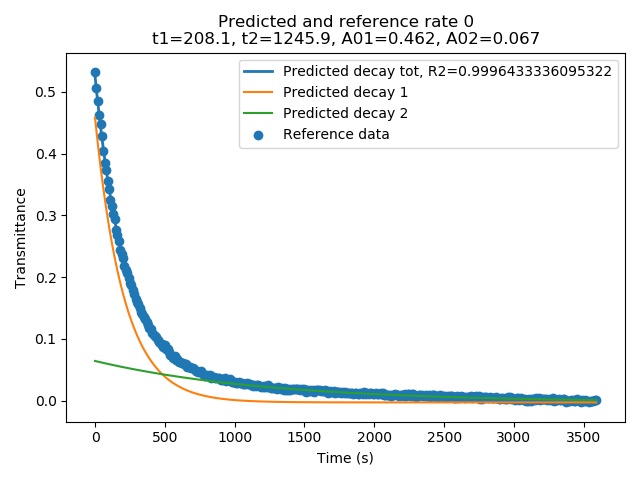 Predicted and reference rate 0
t1=208.1, t2=1245.9, A01=0.462, A02=0.067
Predicted decay tot, R2=0.9996433336095322
Predicted decay 1
Predicted decay 2
Reference data
Transmittance
0.5
0.4
0.3
0.2
0.1
0.0
0 500 1000 1500 2000 2500 3000 3500
Time (s)